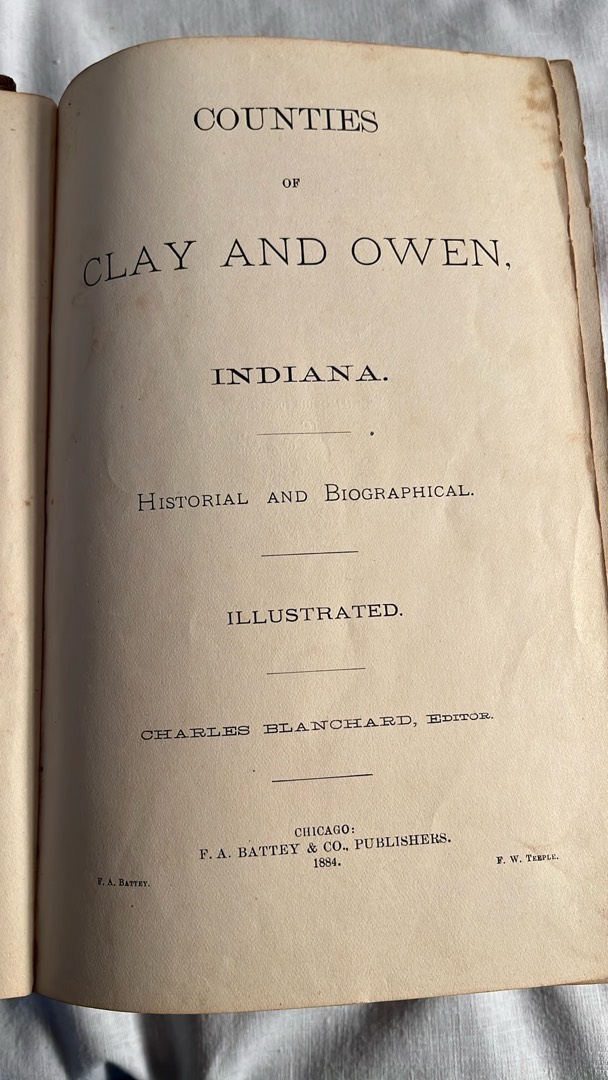 COUNTIES
OF
CLAY AND OWEN,
INDIANA.
HISTORIAL AND BIOGRAPHICAL.
ILLUSTRATED.
CHARLES BLANCHARD, EDITOR.
CHICAGO:
F. A. BATTEY & CO., PUBLISHERS.
1884.
F. A. BATTEY.
F. W. TEEPLE.